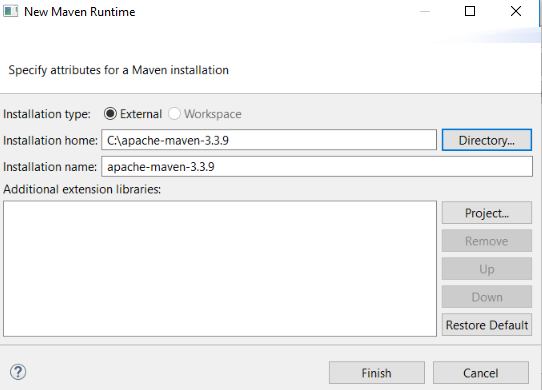 New Maven Runtime
Specify attributes for a Maven installation
Installation type: External Workspace
Installation home: C:\apache-maven-3.3.9 Directory...
Installation name: apache-maven-3.3.9
Additional extension libraries:
Project...
Remove
Up
Down
Restore Default
? Finish Cancel